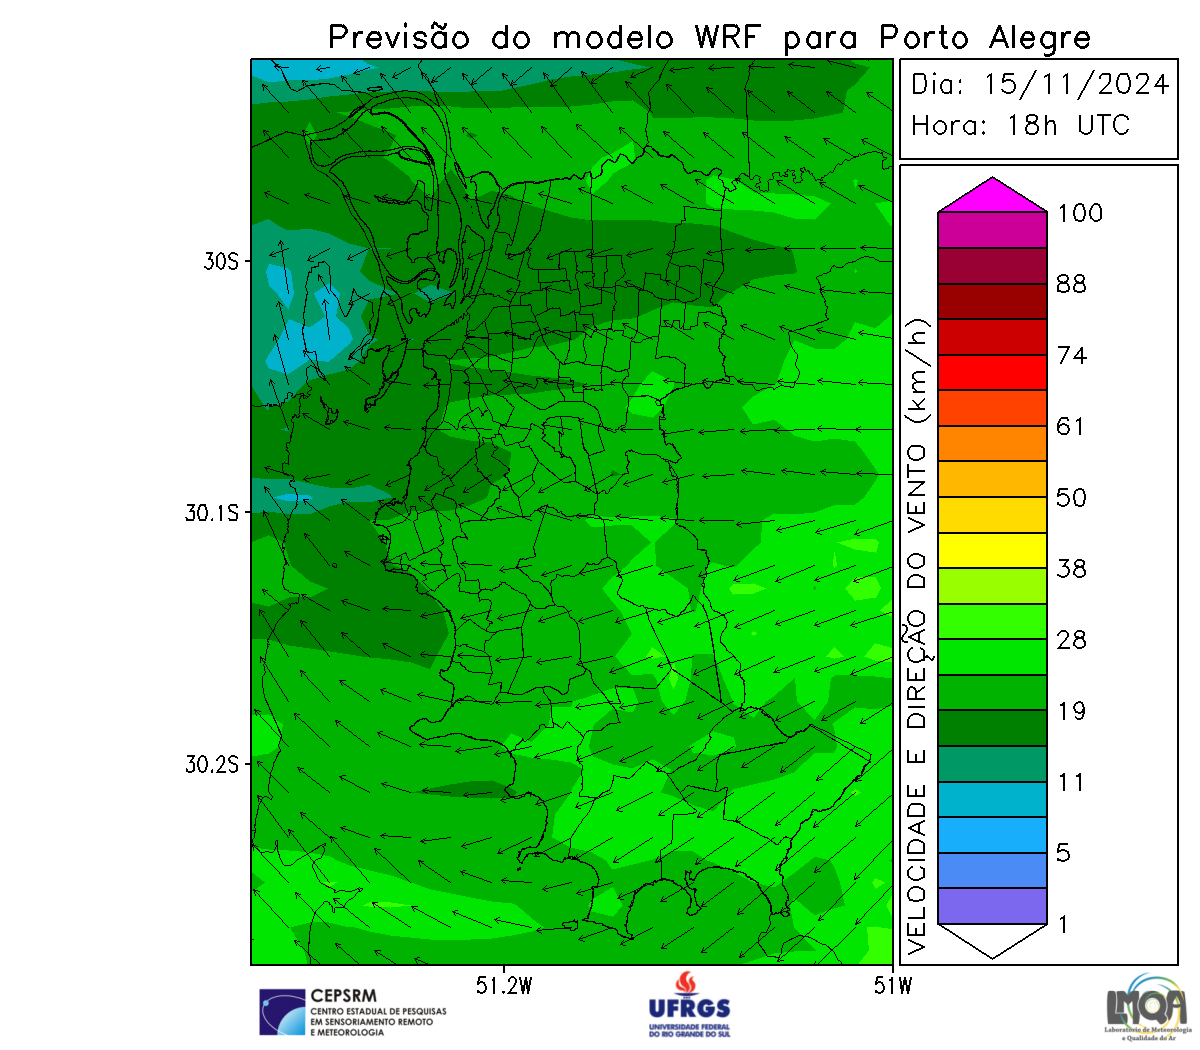 Previsão do modelo WRF para Porto Alegre
Dia: 15/11/2024
Hora: 18h UTC
30S
30.1S
30.2S
51.2W
51W
VELOCIDADE E DIREÇÃO DO VENTO (km/h)
100
88
74
61
50
38
28
19
11
5
1
CEPSRM
CENTRO ESTADUAL DE PESQUISAS
EM SENSORIAMENTO REMOTO
E METEOROLOGIA
UFRGS
UNIVERSIDADE FEDERAL
DO RIO GRANDE DO SUL
LMQA
Laboratório de Meteorologia
e Qualidade do Ar